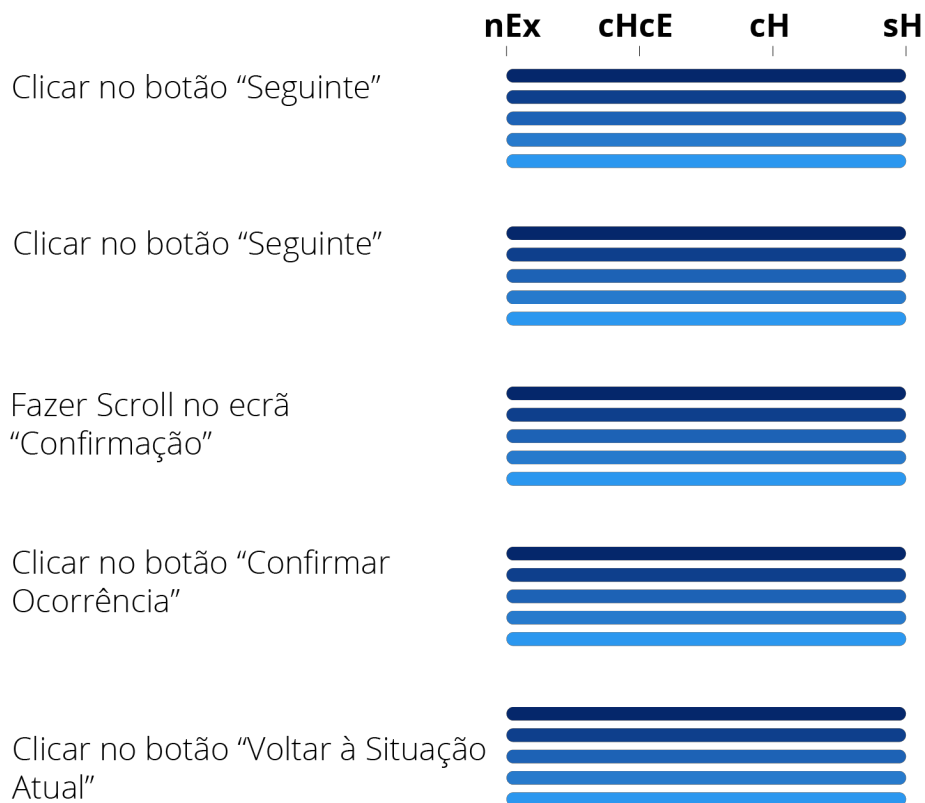 nEx cHcE cH sH
Clicar no botão “Seguinte”
Clicar no botão “Seguinte”
Fazer Scroll no ecrã
“Confirmação”
Clicar no botão “Confirmar
Ocorrência”
Clicar no botão “Voltar à Situação
Atual”